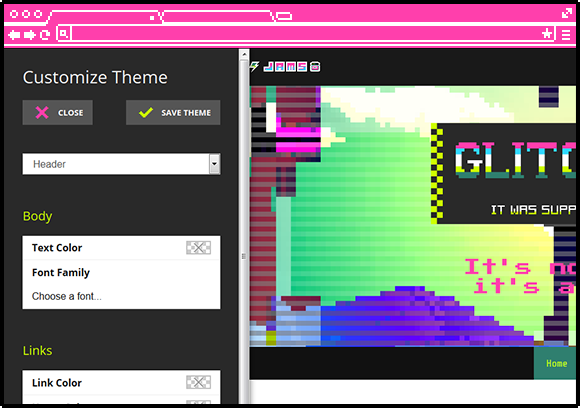 Customize Theme
CLOSE
SAVE THEME
Header
Body
Text Color
Font Family
Choose a font...
Links
Link Color
JAMS
GLITC
IT WAS SUPP
It's no
it's a
Home